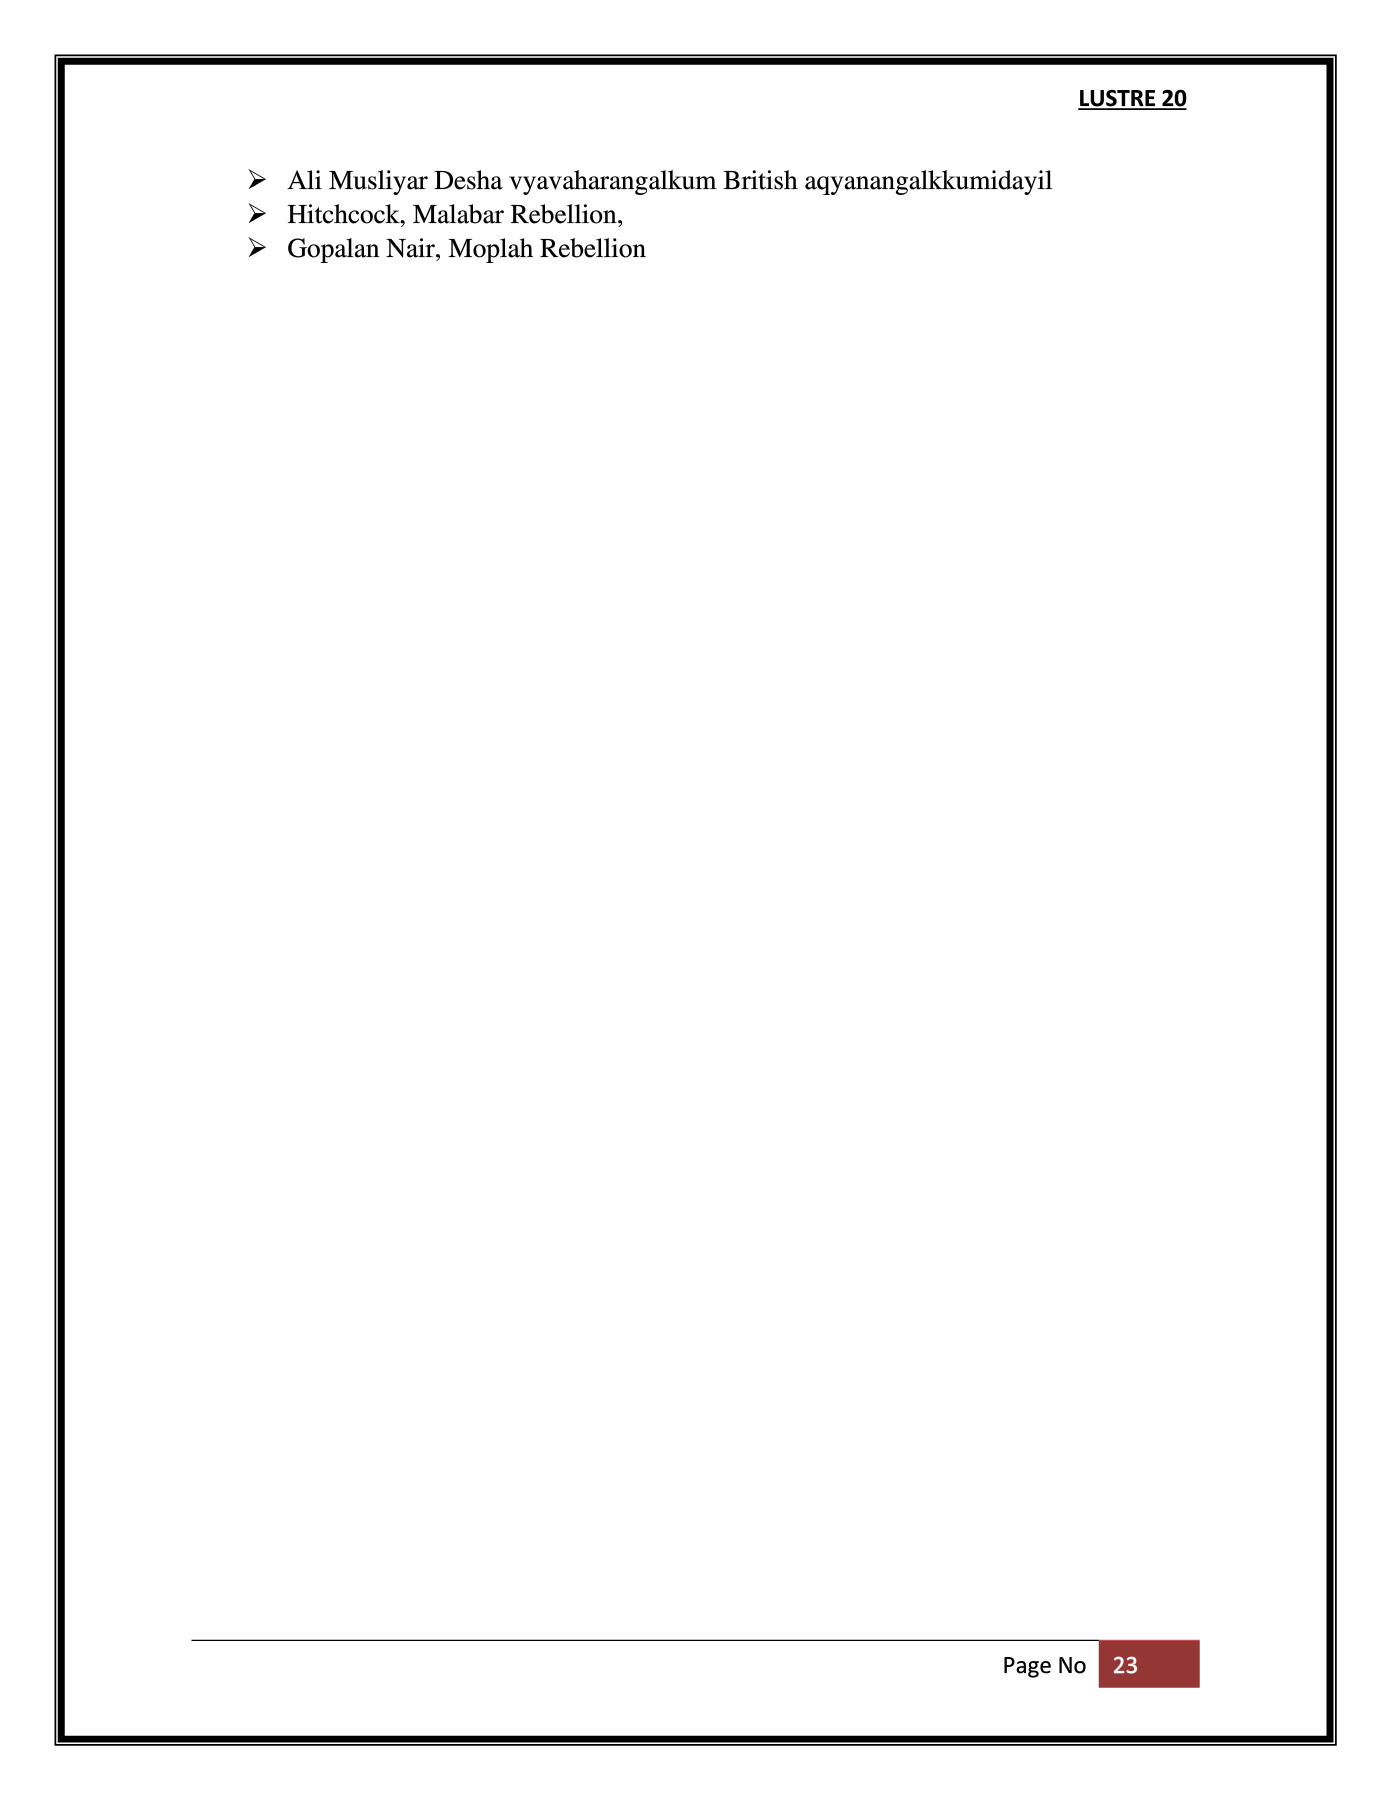 LUSTRE 20
➢ Ali Musliyar Desha vyavaharangalkum British aqyanangalkkumidayil
➢ Hitchcock, Malabar Rebellion,
➢ Gopalan Nair, Moplah Rebellion
Page No 23